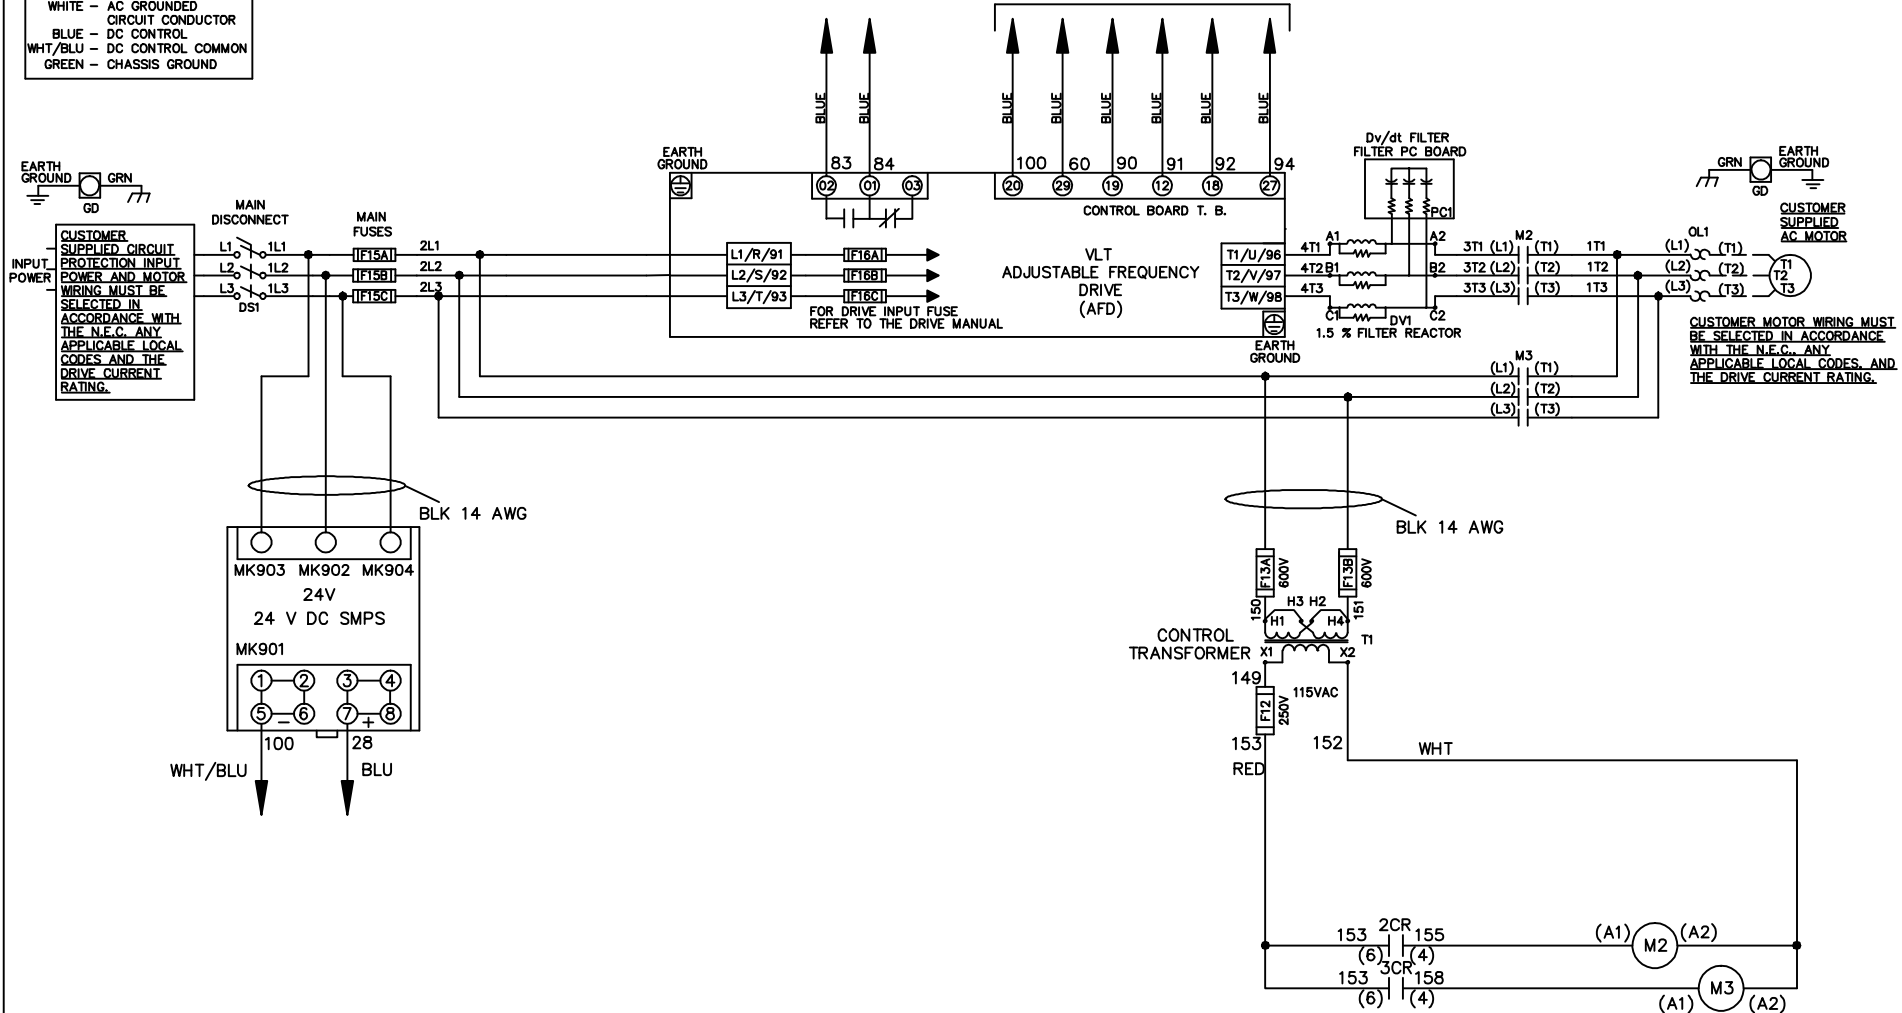 WHITE – AC GROUNDED
CIRCUIT CONDUCTOR
BLUE – DC CONTROL
WHT/BLU – DC CONTROL COMMON
GREEN – CHASSIS GROUND
BLUE
BLUE
BLUE
BLUE
BLUE
BLUE
BLUE
BLUE
EARTH
GROUND
GRN
GD
MAIN
DISCONNECT
MAIN
FUSES
INPUT
POWER
CUSTOMER
SUPPLIED CIRCUIT
PROTECTION INPUT
POWER AND MOTOR
WIRING MUST BE
SELECTED IN
ACCORDANCE WITH
THE N.E.C. ANY
APPLICABLE LOCAL
CODES AND THE
DRIVE CURRENT
RATING.
L1 1L1 F15A 2L1
L2 1L2 F15B 2L2
L3 1L3 F15C 2L3
DS1
EARTH
GROUND
83 84
02 01 03
100 60 90 91 92 94
20 29 19 12 18 27
CONTROL BOARD T. B.
L1/R/91 F16A
L2/S/92 F16B
L3/T/93 F16C
FOR DRIVE INPUT FUSE
REFER TO THE DRIVE MANUAL
VLT
ADJUSTABLE FREQUENCY
DRIVE
(AFD)
T1/U/96
T2/V/97
T3/W/98
EARTH
GROUND
Dv/dt FILTER
FILTER PC BOARD
PC1
4T1 A1 A2
4T2 B1 B2
4T3 C1 C2
DV1
1.5 % FILTER REACTOR
M2
3T1 (L1) (T1) 1T1
3T2 (L2) (T2) 1T2
3T3 (L3) (T3) 1T3
M3
(L1) (T1)
(L2) (T2)
(L3) (T3)
OL1
(L1) (T1)
(L2) (T2)
(L3) (T3)
T1
T2
T3
GRN
EARTH
GROUND
GD
CUSTOMER
SUPPLIED
AC MOTOR
CUSTOMER MOTOR WIRING MUST
BE SELECTED IN ACCORDANCE
WITH THE N.E.C., ANY
APPLICABLE LOCAL CODES, AND
THE DRIVE CURRENT RATING.
BLK 14 AWG
MK903 MK902 MK904
24V
24 V DC SMPS
MK901
1 2 3 4
5 – 6 7 + 8
100 28
WHT/BLU BLU
BLK 14 AWG
F13A 600V
F13B 600V
150 151
H3 H2
H1 H4
CONTROL
TRANSFORMER
T1
X1 X2
149
115VAC
F12 250V
153 152
RED
WHT
2CR
153 155
(6) (4)
(A1) M2 (A2)
3CR
153 158
(6) (4)
(A1) M3 (A2)